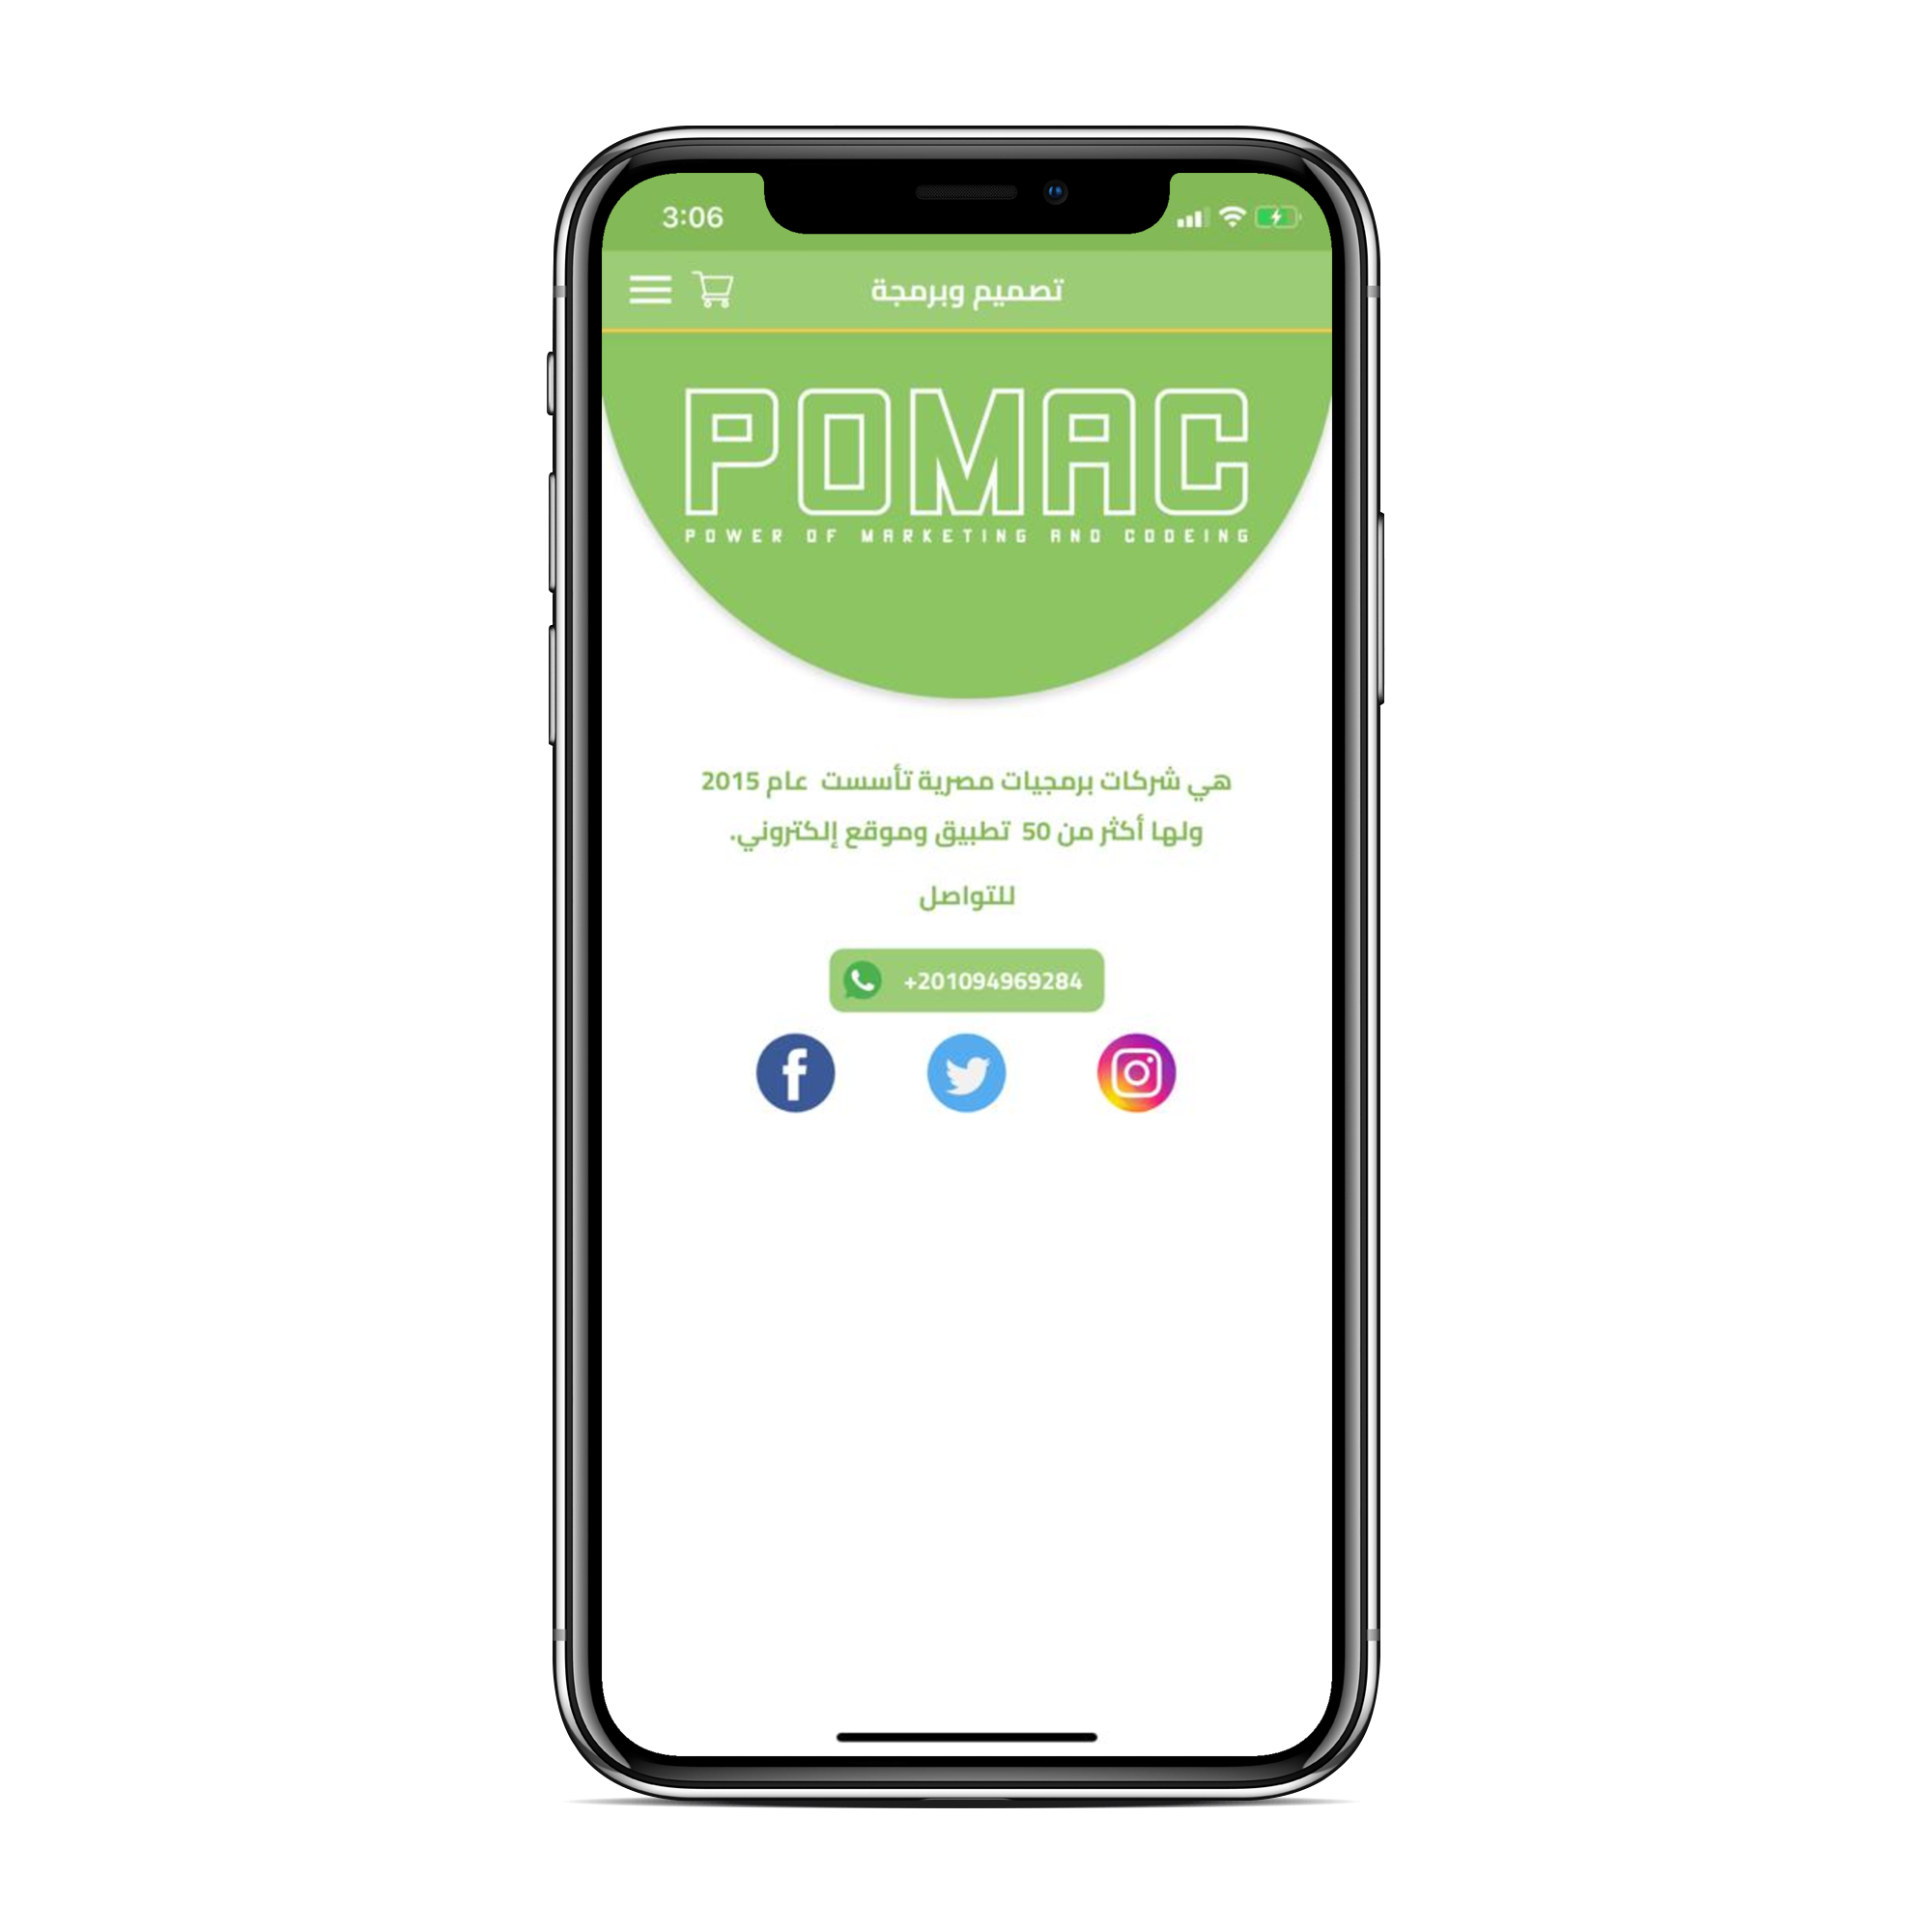 3:06
تصميم وبرمجة
POMAC
POWER OF MARKETING AND CODEING
هي شركات برمجيات مصرية تأسست عام 2015
ولها أكثر من 50 تطبيق وموقع إلكتروني.
للتواصل
+201094969284